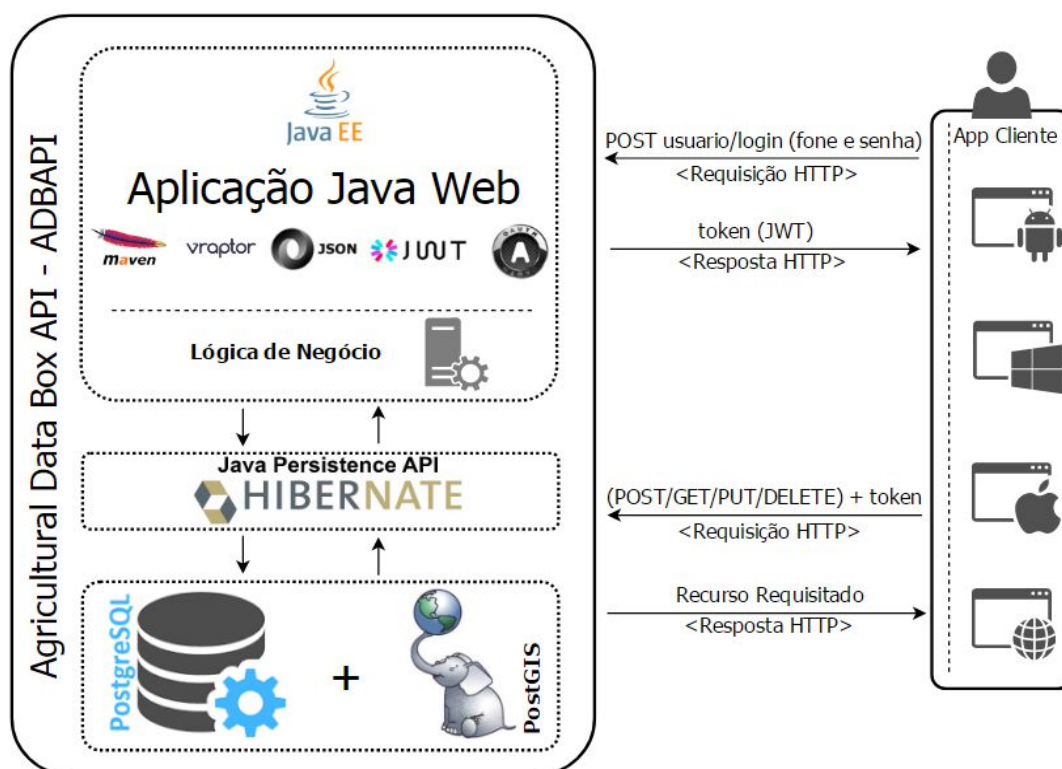 Agricultural Data Box API - ADBAPI
Java EE
Aplicação Java Web
maven
vraptor
JSON
JWT
OAUTH
A
Lógica de Negócio
Java Persistence API
HIBERNATE
PostgreSQL
+
PostGIS
POST usuario/login (fone e senha)
<Requisição HTTP>
token (JWT)
<Resposta HTTP>
(POST/GET/PUT/DELETE) + token
<Requisição HTTP>
Recurso Requisitado
<Resposta HTTP>
App Cliente